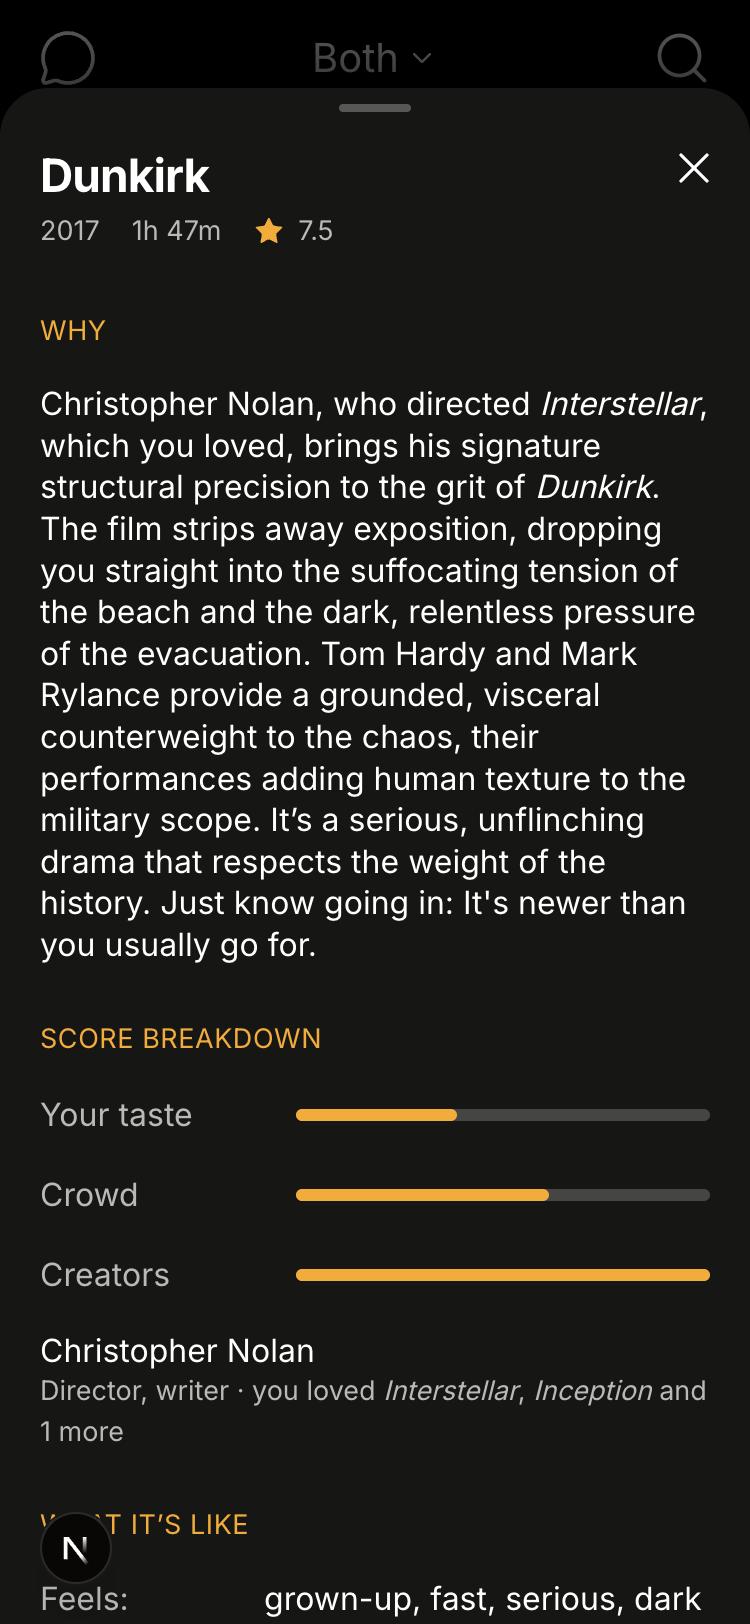 Both
Dunkirk
2017 1h 47m 7.5
WHY
Christopher Nolan, who directed Interstellar,
which you loved, brings his signature
structural precision to the grit of Dunkirk.
The film strips away exposition, dropping
you straight into the suffocating tension of
the beach and the dark, relentless pressure
of the evacuation. Tom Hardy and Mark
Rylance provide a grounded, visceral
counterweight to the chaos, their
performances adding human texture to the
military scope. It’s a serious, unflinching
drama that respects the weight of the
history. Just know going in: It's newer than
you usually go for.
SCORE BREAKDOWN
Your taste
Crowd
Creators
Christopher Nolan
Director, writer · you loved Interstellar, Inception and
1 more
IT’S LIKE
N
Feels: grown-up, fast, serious, dark